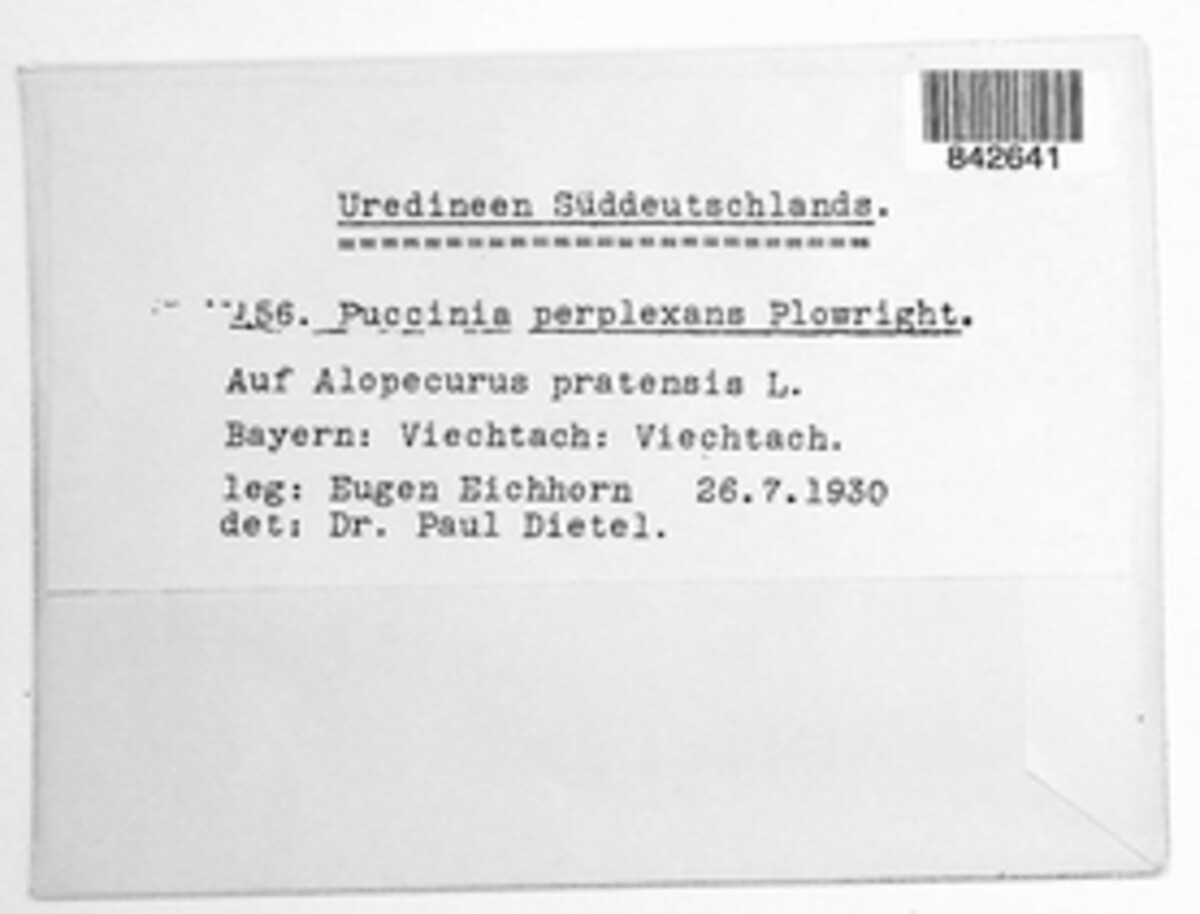 842641
Uredineen Süddeutschlands.
=========================
156. Puccinia perplexans Plowright.
Auf Alopecurus pratensis L.
Bayern: Viechtach: Viechtach.
leg: Eugen Eichhorn 26.7.1930
det: Dr. Paul Dietel.